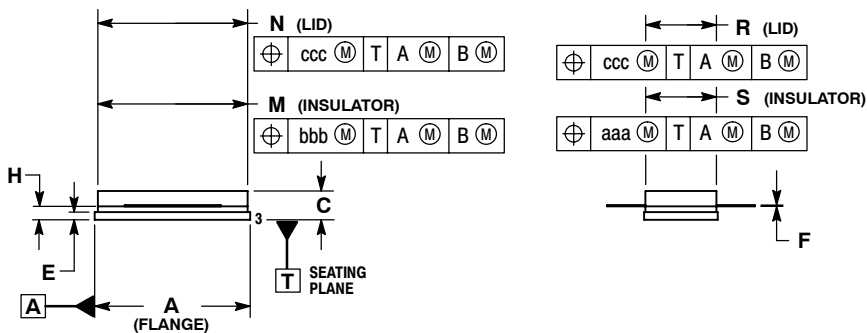 N (LID)
⌖ ccc Ⓜ T A Ⓜ B Ⓜ
M (INSULATOR)
⌖ bbb Ⓜ T A Ⓜ B Ⓜ
R (LID)
⌖ ccc Ⓜ T A Ⓜ B Ⓜ
S (INSULATOR)
⌖ aaa Ⓜ T A Ⓜ B Ⓜ
H
C
3
E
F
T SEATING
PLANE
A
A
(FLANGE)